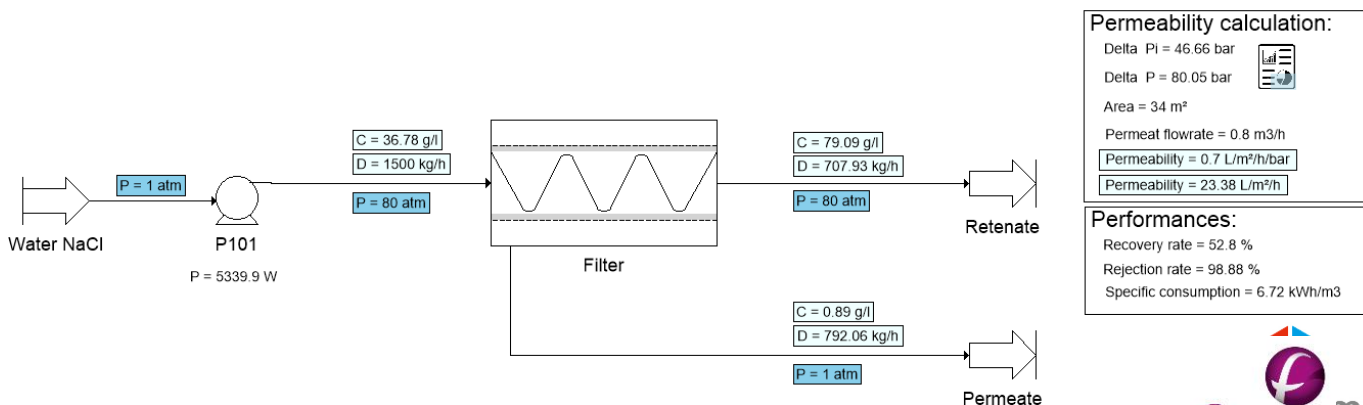 Permeability calculation:
Delta Pi = 46.66 bar
Delta P = 80.05 bar
Area = 34 m²
Permeat flowrate = 0.8 m3/h
Permeability = 0.7 L/m²/h/bar
Permeability = 23.38 L/m²/h
Performances:
Recovery rate = 52.8 %
Rejection rate = 98.88 %
Specific consumption = 6.72 kWh/m3
P = 1 atm
Water NaCl
P101
P = 5339.9 W
C = 36.78 g/l
D = 1500 kg/h
P = 80 atm
Filter
C = 79.09 g/l
D = 707.93 kg/h
P = 80 atm
Retenate
C = 0.89 g/l
D = 792.06 kg/h
P = 1 atm
Permeate